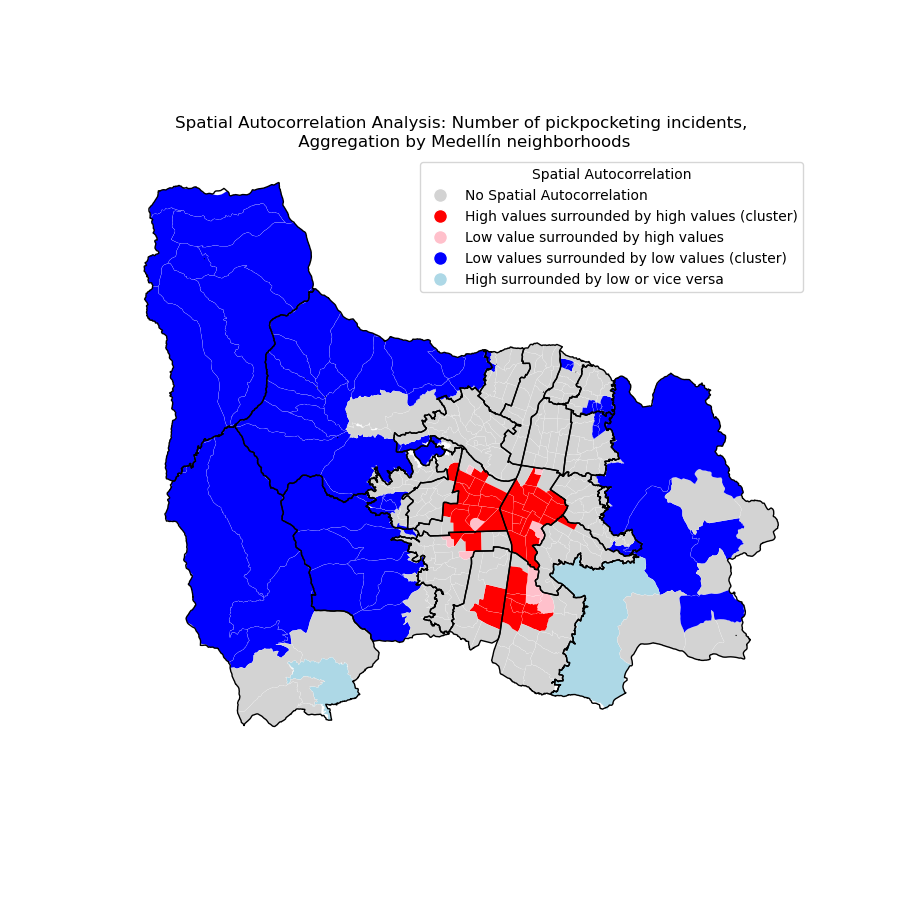 Spatial Autocorrelation Analysis: Number of pickpocketing incidents,
Aggregation by Medellín neighborhoods
Spatial Autocorrelation
No Spatial Autocorrelation
High values surrounded by high values (cluster)
Low value surrounded by high values
Low values surrounded by low values (cluster)
High surrounded by low or vice versa